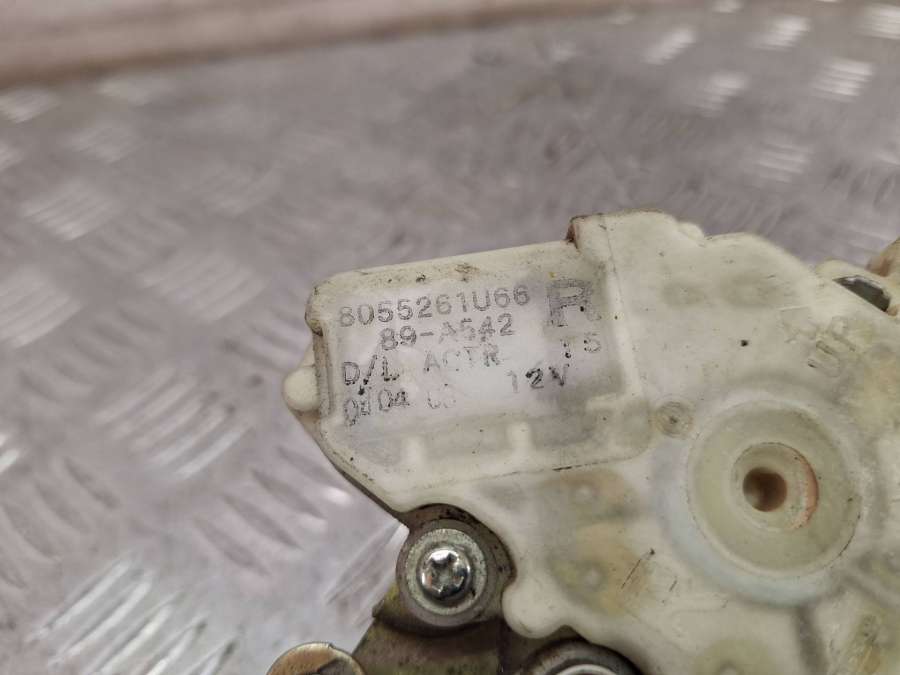 8055261U66 R
89-A542
D/L ACTR T5
12V